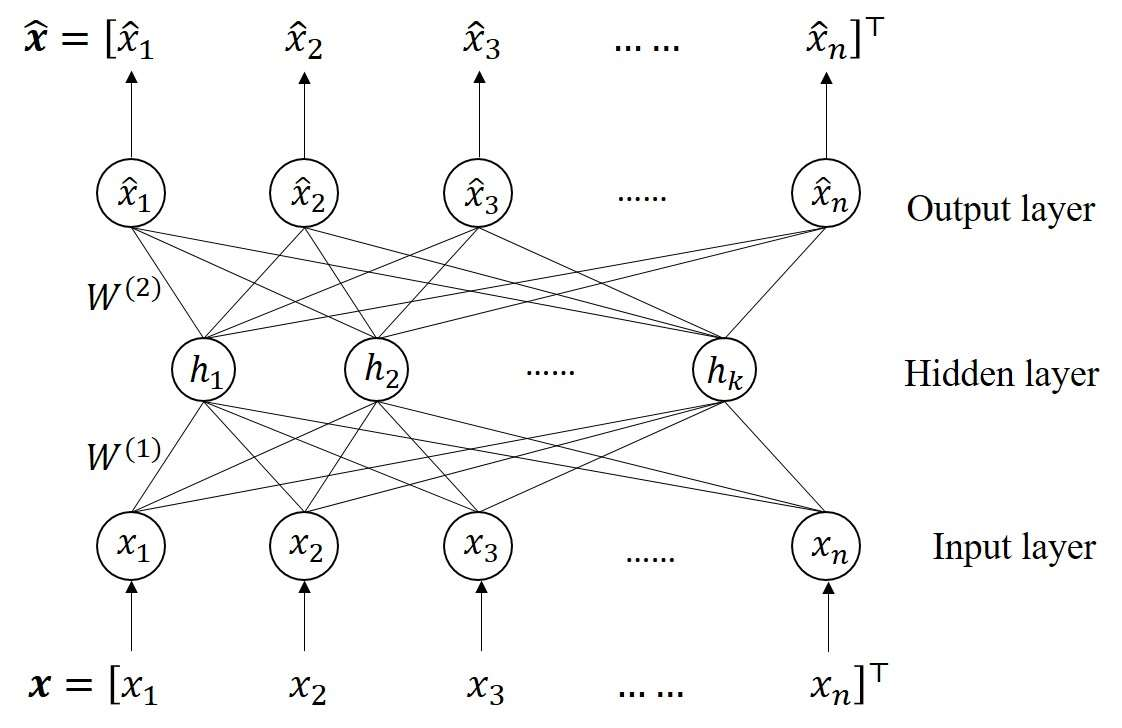 x̂ = [x̂₁ x̂₂ x̂₃ … … x̂ₙ]⊤
x̂₁ x̂₂ x̂₃ …… x̂ₙ Output layer
W⁽²⁾
h₁ h₂ …… hₖ Hidden layer
W⁽¹⁾
x₁ x₂ x₃ …… xₙ Input layer
x = [x₁ x₂ x₃ … … xₙ]⊤